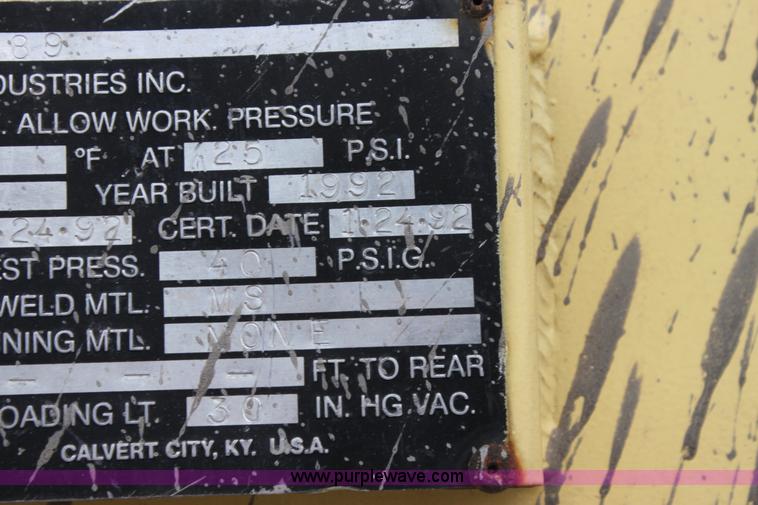 89
DUSTRIES INC.
. ALLOW WORK. PRESSURE
°F AT 25 P.S.I.
YEAR BUILT 1992
24-92 CERT. DATE 1-24-92
EST PRESS. 40 P.S.I.G.
WELD MTL. MS
NING MTL. NONE
- - - FT. TO REAR
OADING LT. 30 IN. HG.VAC.
CALVERT CITY, KY. U.S.A.
www.purplewave.com